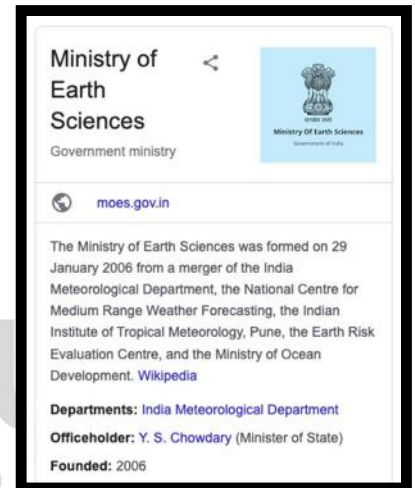 Ministry of
Earth
Sciences
Government ministry
Ministry Of Earth Sciences
Government of India
moes.gov.in
The Ministry of Earth Sciences was formed on 29
January 2006 from a merger of the India
Meteorological Department, the National Centre for
Medium Range Weather Forecasting, the Indian
Institute of Tropical Meteorology, Pune, the Earth Risk
Evaluation Centre, and the Ministry of Ocean
Development. Wikipedia
Departments: India Meteorological Department
Officeholder: Y. S. Chowdary (Minister of State)
Founded: 2006